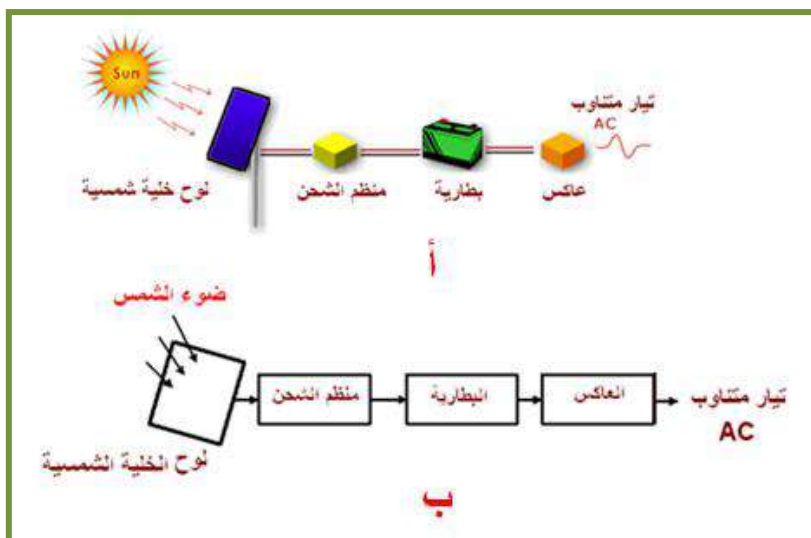 Sun
تيار متناوب
AC
لوح خلية شمسية
منظم الشحن
بطارية
عاكس
أ
ضوء الشمس
منظم الشحن
البطارية
العاكس
تيار متناوب
AC
لوح الخلية الشمسية
ب